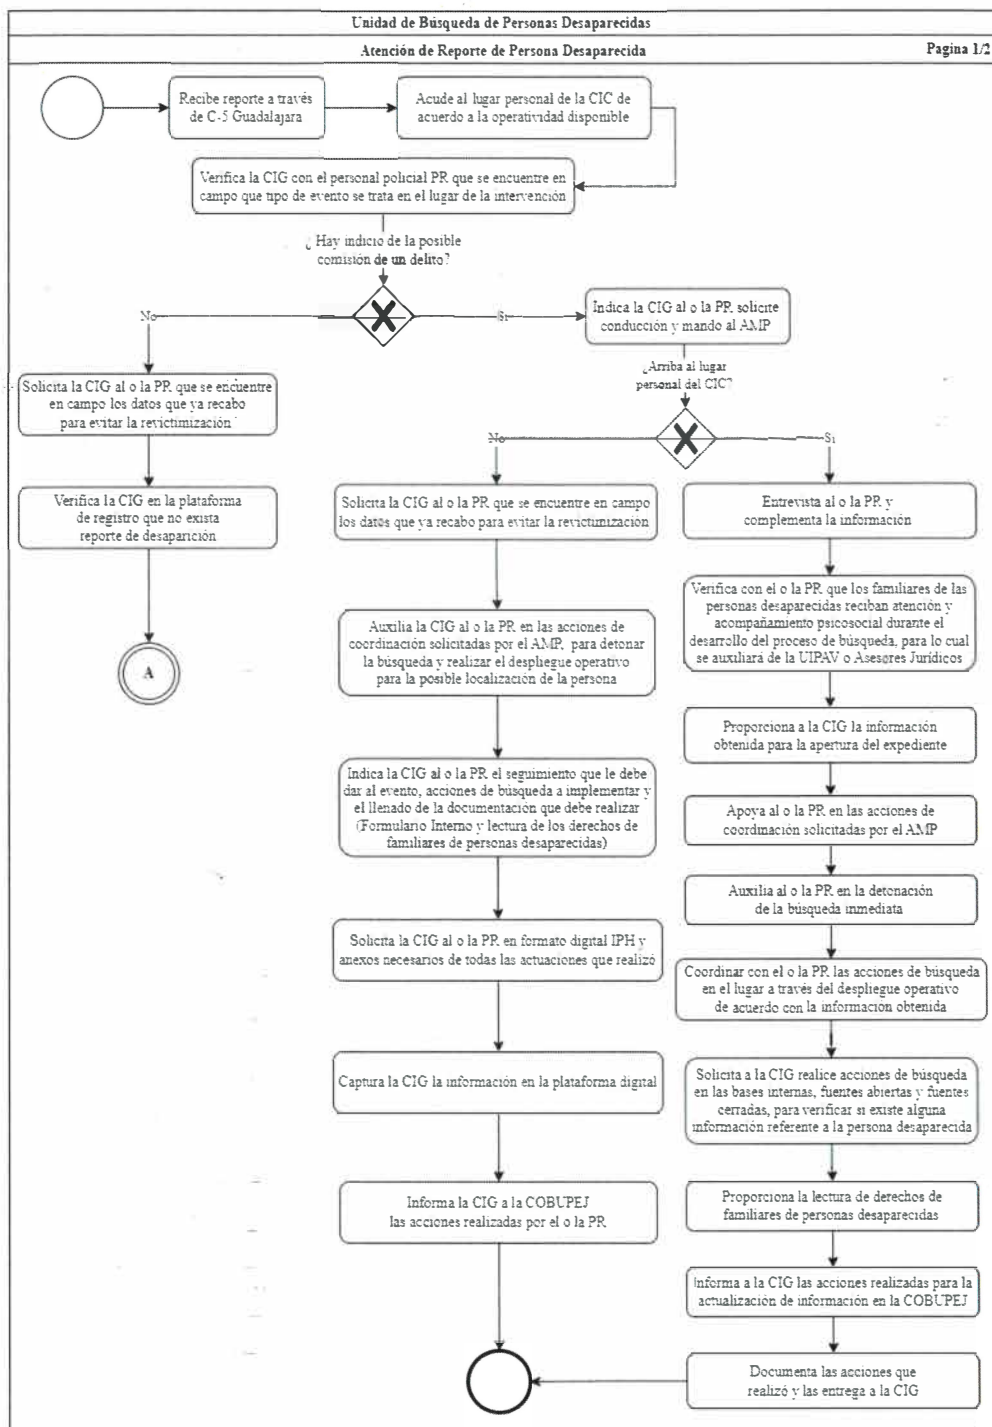 Unidad de Búsqueda de Personas Desaparecidas
Atención de Reporte de Persona Desaparecida
Pagina 1/2
Recibe reporte a través
de C-5 Guadalajara
Acude al lugar personal de la CIC de
acuerdo a la operatividad disponible
Verifica la CIG con el personal policial PR que se encuentre en
campo que tipo de evento se trata en el lugar de la intervención
¿Hay indicio de la posible
comisión de un delito?
No
Si
Indica la CIG al o la PR solicite
conducción y mando al AMP
Solicita la CIG al o la PR que se encuentre
en campo los datos que ya recabo
para evitar la revictimización
¿Arriba al lugar
personal del CIC?
No
Si
Verifica la CIG en la plataforma
de registro que no exista
reporte de desaparición
A
Solicita la CIG al o la PR que se encuentre en campo
los datos que ya recabo para evitar la revictimización
Auxilia la CIG al o la PR en las acciones de
coordinación solicitadas por el AMP, para detonar
la búsqueda y realizar el despliegue operativo
para la posible localización de la persona
Indica la CIG al o la PR el seguimiento que le debe
dar al evento, acciones de búsqueda a implementar y
el llenado de la documentación que debe realizar
(Formulario Interno y lectura de los derechos de
familiares de personas desaparecidas)
Solicita la CIG al o la PR en formato digital IPH y
anexos necesarios de todas las actuaciones que realizó
Captura la CIG la información en la plataforma digital
Informa la CIG a la COBUPEJ
las acciones realizadas por el o la PR
Entrevista al o la PR y
complementa la información
Verifica con el o la PR que los familiares de las
personas desaparecidas reciban atención y
acompañamiento psicosocial durante el
desarrollo del proceso de búsqueda, para lo cual
se auxiliará de la UIPAV o Asesores Jurídicos
Proporciona a la CIG la información
obtenida para la apertura del expediente
Apoya al o la PR en las acciones de
coordinación solicitadas por el AMP
Auxilia al o la PR en la detonación
de la búsqueda inmediata
Coordinar con el o la PR las acciones de búsqueda
en el lugar a través del despliegue operativo
de acuerdo con la información obtenida
Solicita a la CIG realice acciones de búsqueda
en las bases internas, fuentes abiertas y fuentes
cerradas, para verificar si existe alguna
información referente a la persona desaparecida
Proporciona la lectura de derechos de
familiares de personas desaparecidas
Informa a la CIG las acciones realizadas para la
actualización de información en la COBUPEJ
Documenta las acciones que
realizó y las entrega a la CIG